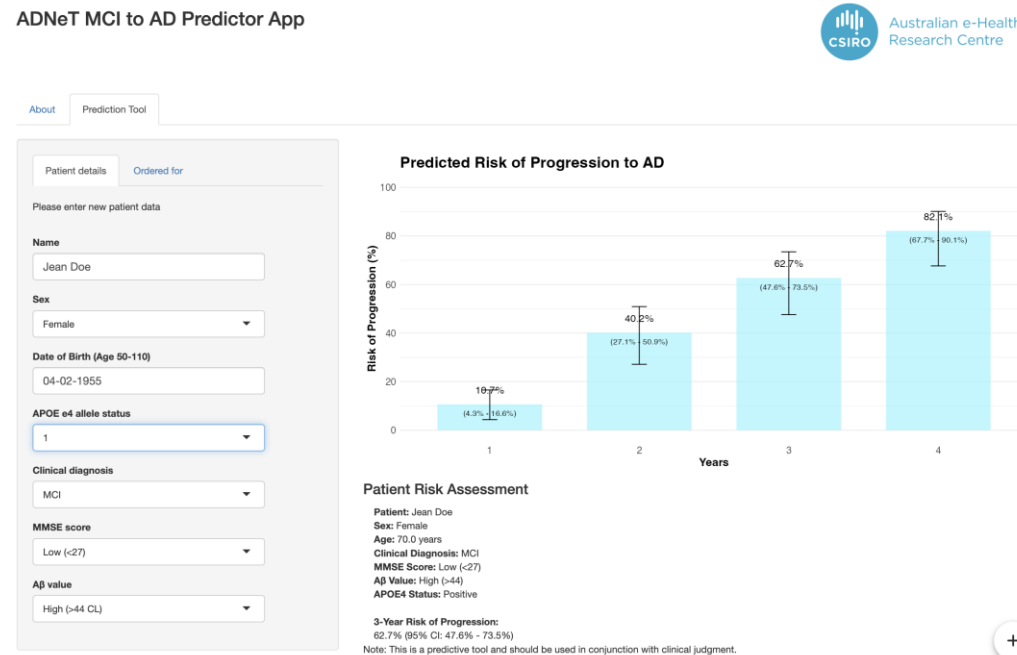 ADNeT MCI to AD Predictor App
CSIRO
Australian e-Health
Research Centre
About
Prediction Tool
Patient details
Ordered for
Please enter new patient data
Name
Jean Doe
Sex
Female
Date of Birth (Age 50-110)
04-02-1955
APOE e4 allele status
1
Clinical diagnosis
MCI
MMSE score
Low (<27)
Aβ value
High (>44 CL)
Predicted Risk of Progression to AD
Risk of Progression (%)
100
80
60
40
20
0
10.7%
(4.3% - 16.6%)
40.2%
(27.1% - 50.9%)
62.7%
(47.6% - 73.5%)
82.1%
(67.7% - 90.1%)
1
2
3
4
Years
Patient Risk Assessment
Patient: Jean Doe
Sex: Female
Age: 70.0 years
Clinical Diagnosis: MCI
MMSE Score: Low (<27)
Aβ Value: High (>44)
APOE4 Status: Positive
3-Year Risk of Progression:
62.7% (95% CI: 47.6% - 73.5%)
Note: This is a predictive tool and should be used in conjunction with clinical judgment.
+